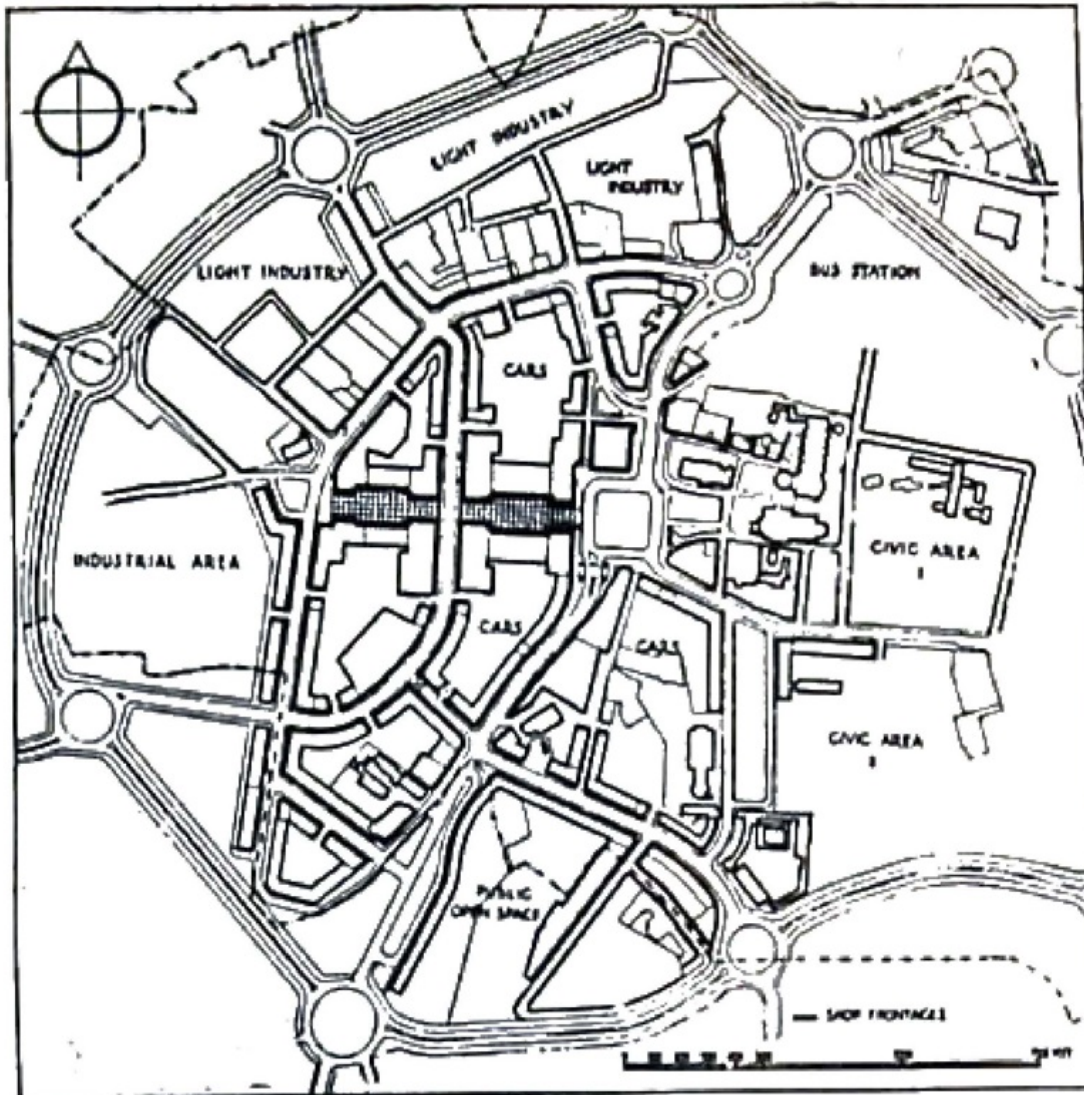 LIGHT INDUSTRY
LIGHT
INDUSTRY
LIGHT INDUSTRY
BUS STATION
CARS
INDUSTRIAL AREA
CIVIC AREA
CARS
CARS
CIVIC AREA
PUBLIC
OPEN SPACE
SHOP FRONTAGES